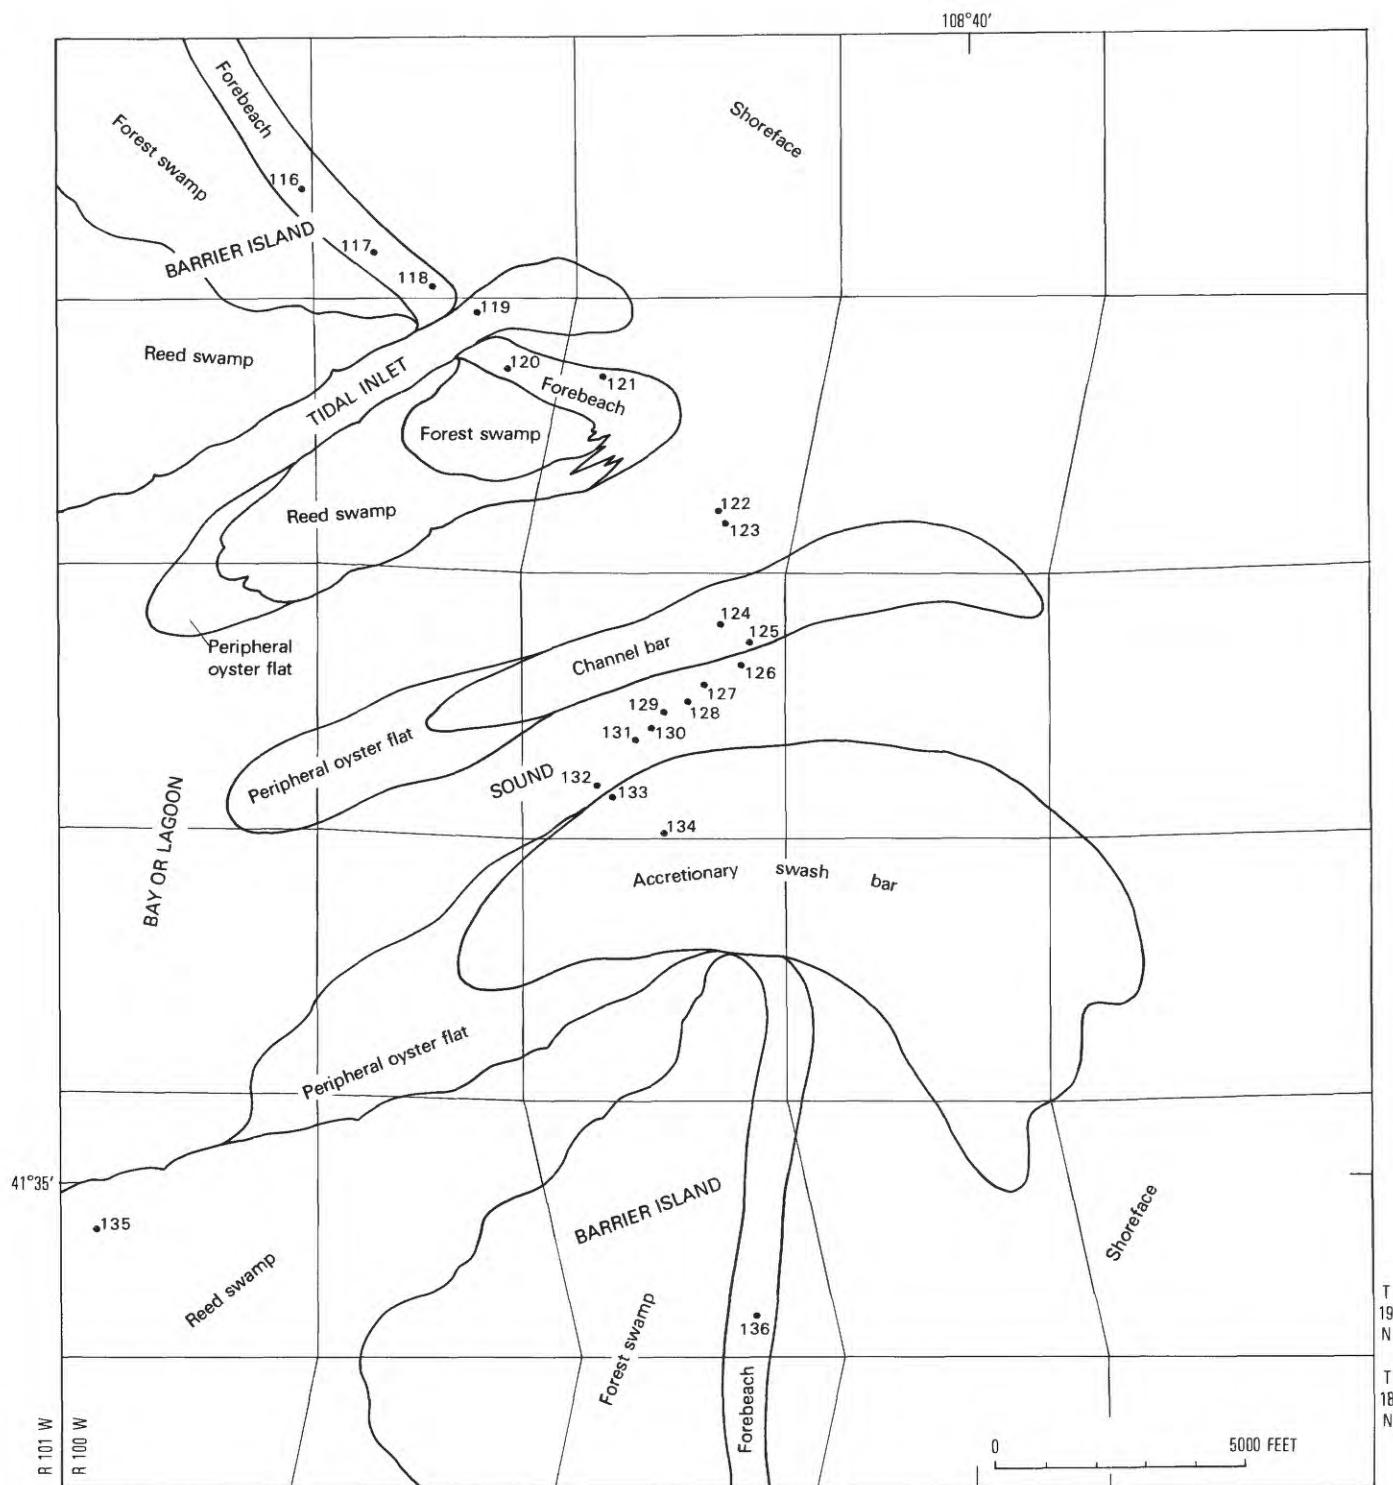 108°40'
Forebeach
Shoreface
Forest swamp
116
BARRIER ISLAND
117
118
119
Reed swamp
TIDAL INLET
120
121
Forebeach
Forest swamp
Reed swamp
122
123
124
125
Peripheral
oyster flat
Channel bar
126
127
128
129
130
131
Peripheral oyster flat
SOUND
132
133
134
BAY OR LAGOON
Accretionary swash bar
Peripheral oyster flat
41°35'
135
BARRIER ISLAND
Shoreface
Reed swamp
Forest swamp
136
Forebeach
T
19
N
T
18
N
R 101 W
R 100 W
0 5000 FEET